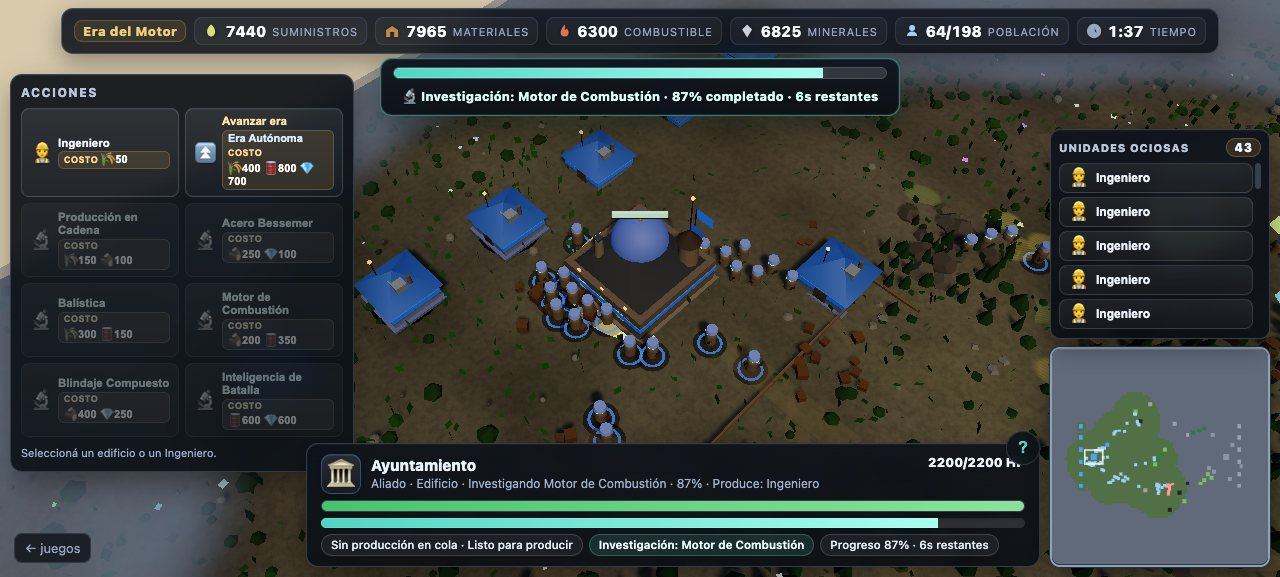 Era del Motor
7440 SUMINISTROS
7965 MATERIALES
6300 COMBUSTIBLE
6825 MINERALES
64/198 POBLACIÓN
1:37 TIEMPO
Investigación: Motor de Combustión · 87% completado · 6s restantes
ACCIONES
Ingeniero
COSTO 50
Avanzar era
Era Autónoma
COSTO
400 800
700
Producción en
Cadena
COSTO
150 100
Acero Bessemer
COSTO
250 100
Balística
COSTO
300 150
Motor de
Combustión
COSTO
200 350
Blindaje Compuesto
COSTO
400 250
Inteligencia de
Batalla
COSTO
600 600
Seleccioná un edificio o un Ingeniero.
UNIDADES OCIOSAS 43
Ingeniero
Ingeniero
Ingeniero
Ingeniero
Ingeniero
?
Ayuntamiento
2200/2200
Aliado · Edificio · Investigando Motor de Combustión · 87% · Produce: Ingeniero
Sin producción en cola · Listo para producir
Investigación: Motor de Combustión
Progreso 87% · 6s restantes
← juegos